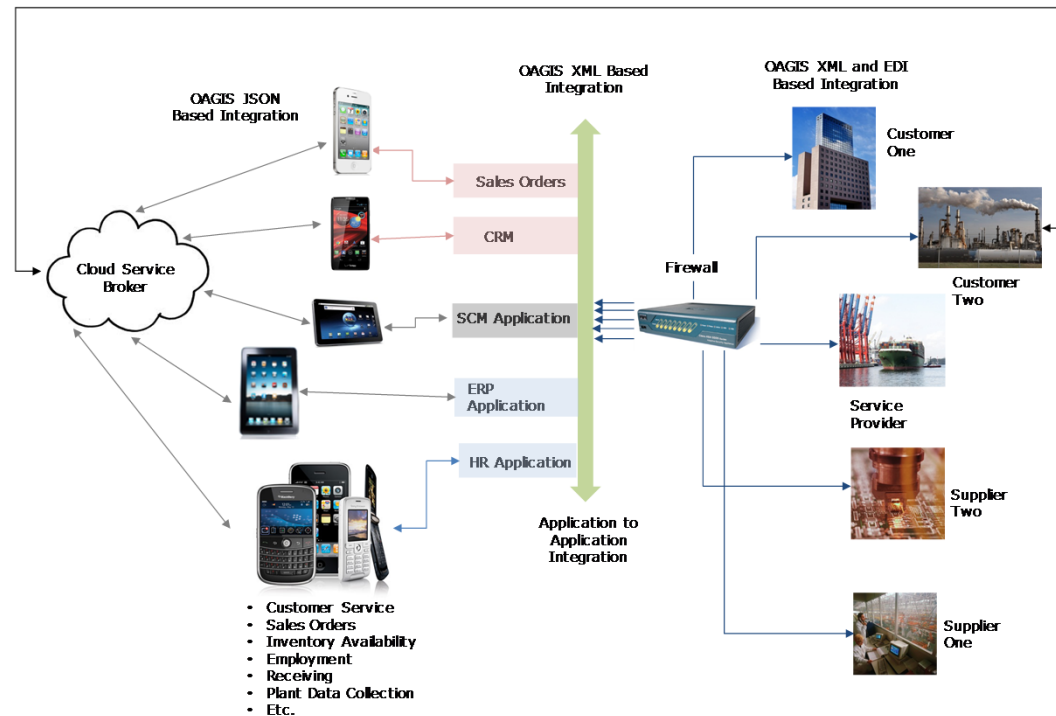 OAGIS JSON
Based Integration
OAGIS XML Based
Integration
OAGIS XML and EDI
Based Integration
Customer
One
Sales Orders
CRM
Cloud Service
Broker
Firewall
Customer
Two
SCM Application
ERP
Application
Service
Provider
HR Application
Supplier
Two
Application to
Application
Integration
• Customer Service
• Sales Orders
• Inventory Availability
• Employment
• Receiving
• Plant Data Collection
• Etc.
Supplier
One